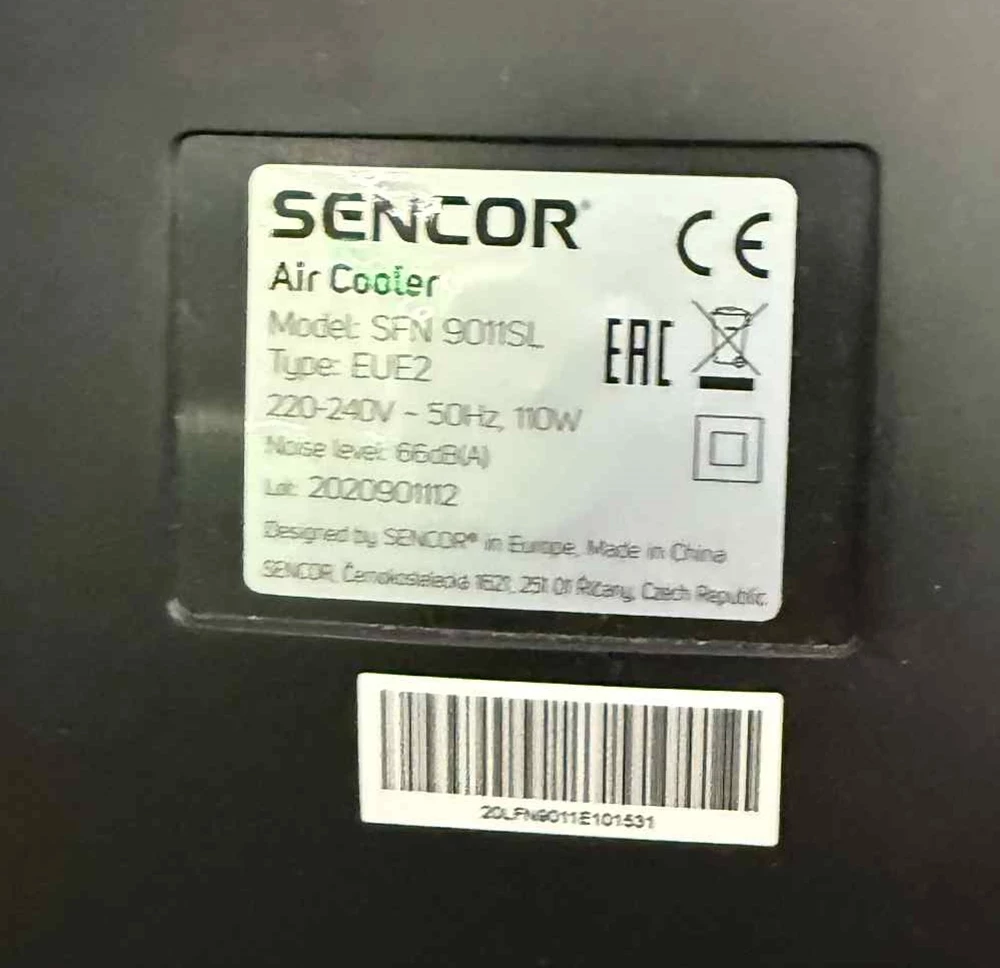 SENCOR®
CE
Air Cooler
Model: SFN 9011SL
EAC
Type: EUE2
220-240V ~ 50Hz, 110W
Noise level: 66dB(A)
Lot: 2020901112
Designed by SENCOR® in Europe, Made in China
SENCOR, Černokostelecká 1621, 251 01 Říčany, Czech Republic.
20LFN9011E101531